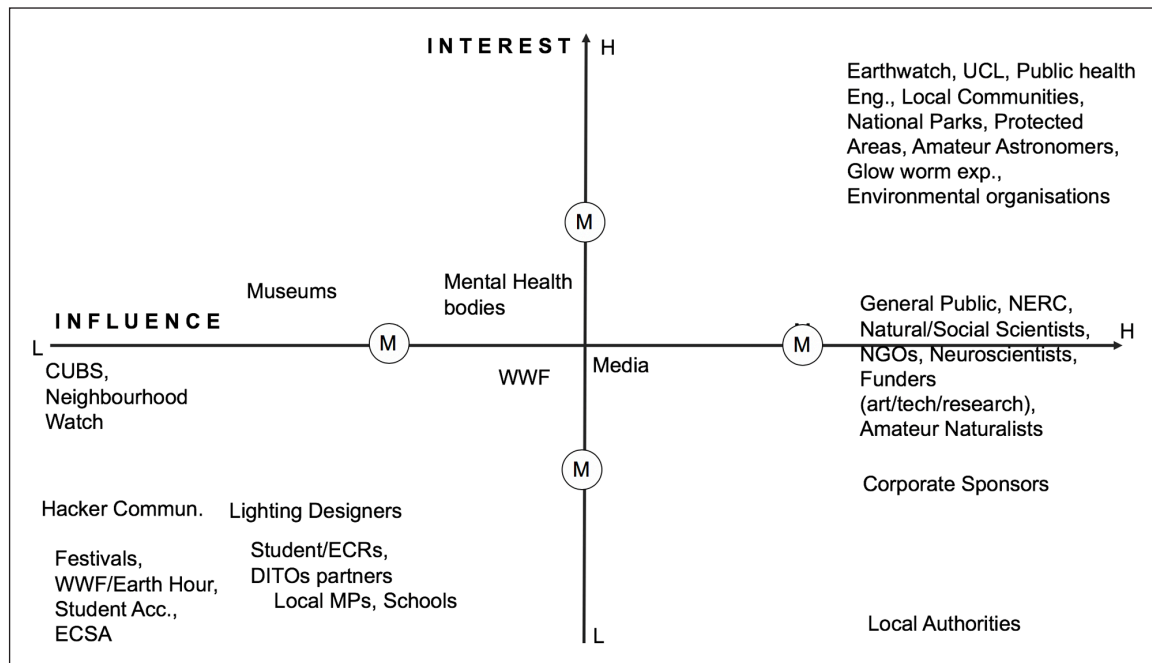 INTEREST
H
Earthwatch, UCL, Public health
Eng., Local Communities,
National Parks, Protected
Areas, Amateur Astronomers,
Glow worm exp.,
Environmental organisations
M
Museums
Mental Health
bodies
INFLUENCE
L
M
M
H
General Public, NERC,
Natural/Social Scientists,
NGOs, Neuroscientists,
Funders
(art/tech/research),
Amateur Naturalists
CUBS,
Neighbourhood
Watch
WWF
Media
M
Corporate Sponsors
Hacker Commun.
Lighting Designers
Festivals,
WWF/Earth Hour,
Student Acc.,
ECSA
Student/ECRs,
DITOs partners
Local MPs, Schools
Local Authorities
L